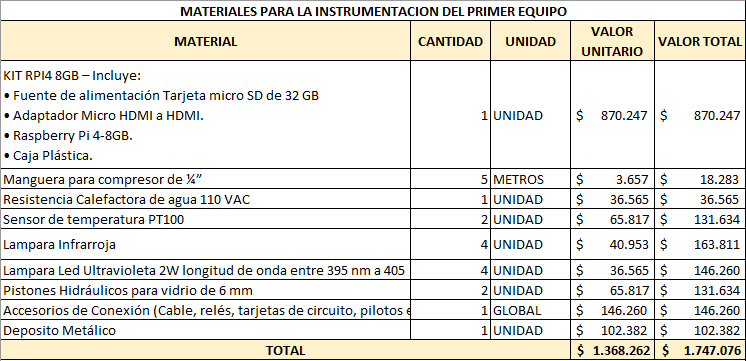 MATERIALES PARA LA INSTRUMENTACION DEL PRIMER EQUIPO
MATERIAL CANTIDAD UNIDAD VALOR UNITARIO VALOR TOTAL
KIT RPI4 8GB – Incluye:
• Fuente de alimentación Tarjeta micro SD de 32 GB
• Adaptador Micro HDMI a HDMI.
• Raspberry Pi 4-8GB.
• Caja Plástica.
1 UNIDAD $ 870.247 $ 870.247
Manguera para compresor de ¼” 5 METROS $ 3.657 $ 18.283
Resistencia Calefactora de agua 110 VAC 1 UNIDAD $ 36.565 $ 36.565
Sensor de temperatura PT100 2 UNIDAD $ 65.817 $ 131.634
Lampara Infrarroja 4 UNIDAD $ 40.953 $ 163.811
Lampara Led Ultravioleta 2W longitud de onda entre 395 nm a 405 4 UNIDAD $ 36.565 $ 146.260
Pistones Hidráulicos para vidrio de 6 mm 2 UNIDAD $ 65.817 $ 131.634
Accesorios de Conexión (Cable, relés, tarjetas de circuito, pilotos 1 GLOBAL $ 146.260 $ 146.260
Deposito Metálico 1 UNIDAD $ 102.382 $ 102.382
TOTAL $ 1.368.262 $ 1.747.076